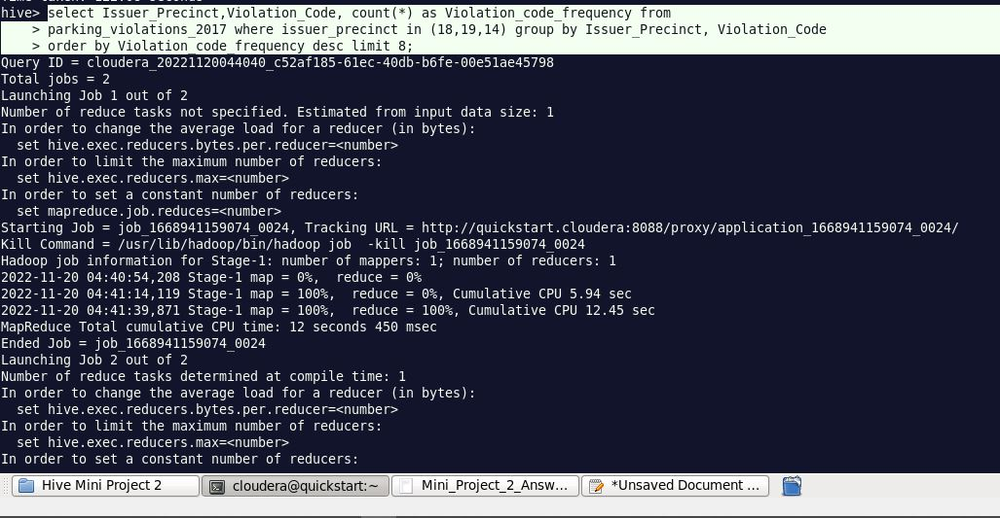 hive> select Issuer_Precinct,Violation_Code, count(*) as Violation_code_frequency from
    > parking_violations_2017 where issuer_precinct in (18,19,14) group by Issuer_Precinct, Violation_Code
    > order by Violation_code_frequency desc limit 8;
Query ID = cloudera_20221120044040_c52af185-61ec-40db-b6fe-00e51ae45798
Total jobs = 2
Launching Job 1 out of 2
Number of reduce tasks not specified. Estimated from input data size: 1
In order to change the average load for a reducer (in bytes):
  set hive.exec.reducers.bytes.per.reducer=<number>
In order to limit the maximum number of reducers:
  set hive.exec.reducers.max=<number>
In order to set a constant number of reducers:
  set mapreduce.job.reduces=<number>
Starting Job = job_1668941159074_0024, Tracking URL = http://quickstart.cloudera:8088/proxy/application_1668941159074_0024/
Kill Command = /usr/lib/hadoop/bin/hadoop job  -kill job_1668941159074_0024
Hadoop job information for Stage-1: number of mappers: 1; number of reducers: 1
2022-11-20 04:40:54,208 Stage-1 map = 0%,  reduce = 0%
2022-11-20 04:41:14,119 Stage-1 map = 100%,  reduce = 0%, Cumulative CPU 5.94 sec
2022-11-20 04:41:39,871 Stage-1 map = 100%,  reduce = 100%, Cumulative CPU 12.45 sec
MapReduce Total cumulative CPU time: 12 seconds 450 msec
Ended Job = job_1668941159074_0024
Launching Job 2 out of 2
Number of reduce tasks determined at compile time: 1
In order to change the average load for a reducer (in bytes):
  set hive.exec.reducers.bytes.per.reducer=<number>
In order to limit the maximum number of reducers:
  set hive.exec.reducers.max=<number>
In order to set a constant number of reducers:
Hive Mini Project 2
cloudera@quickstart:~
Mini_Project_2_Answ...
*Unsaved Document ...